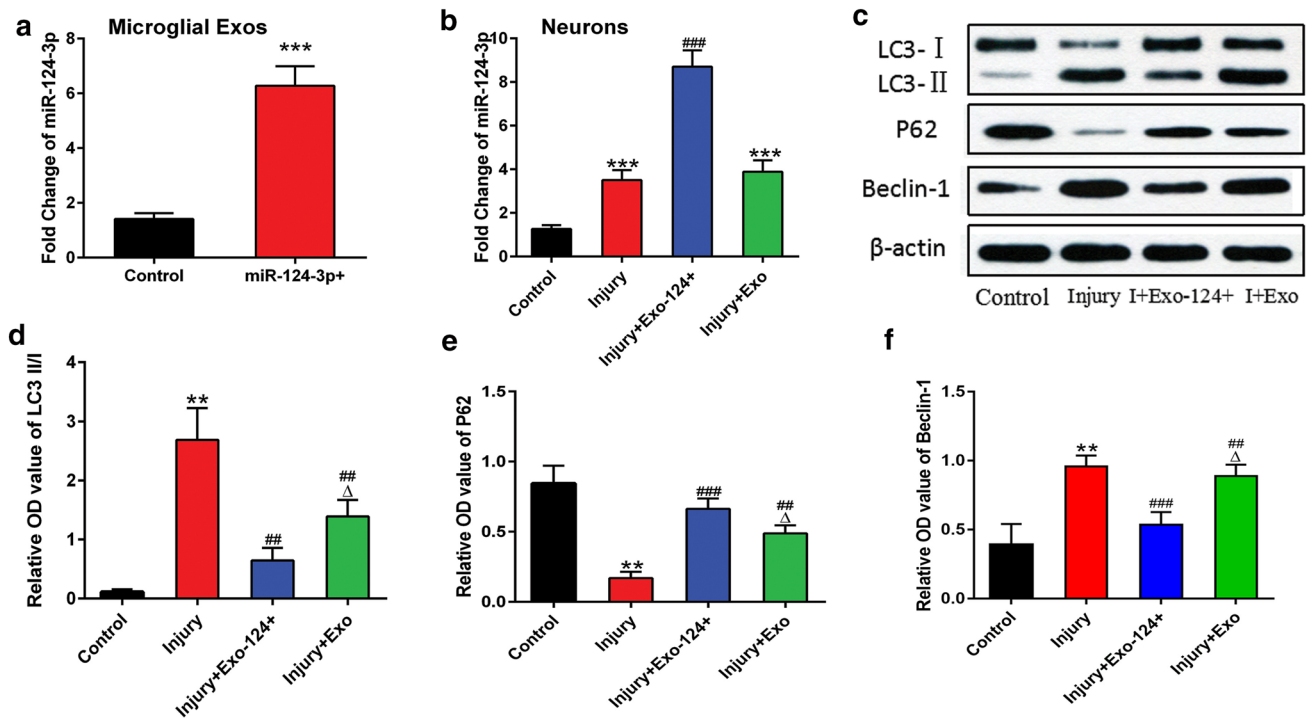 a
Microglial Exos
Fold Change of miR-124-3p
8
6
4
2
0
***
Control
miR-124-3p+
b
Neurons
Fold Change of miR-124-3p
10
8
6
4
2
0
***
###
***
Control
Injury
Injury+Exo-124+
Injury+Exo
c
LC3-Ⅰ
LC3-Ⅱ
P62
Beclin-1
β-actin
Control Injury I+Exo-124+ I+Exo
d
Relative OD value of LC3 II/I
4
3
2
1
0
**
##
##
Δ
Control
Injury
Injury+Exo-124+
Injury+Exo
e
Relative OD value of P62
1.5
1.0
0.5
0.0
**
###
##
Δ
Control
Injury
Injury+Exo-124+
Injury+Exo
f
Relative OD value of Beclin-1
1.5
1.0
0.5
0.0
**
###
##
Δ
Control
Injury
Injury+Exo-124+
Injury+Exo